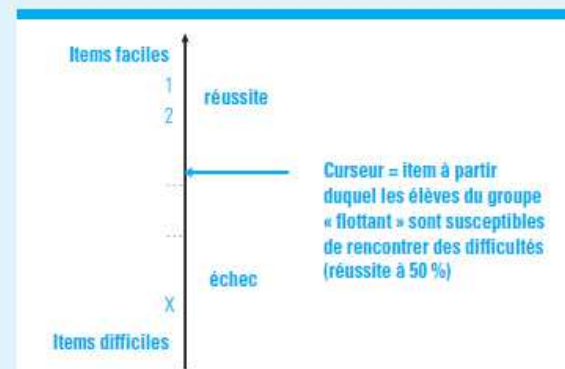 Items faciles
1
2
réussite
Curseur = item à partir
duquel les élèves du groupe
« flottant » sont susceptibles
de rencontrer des difficultés
(réussite à 50 %)
échec
X
Items difficiles